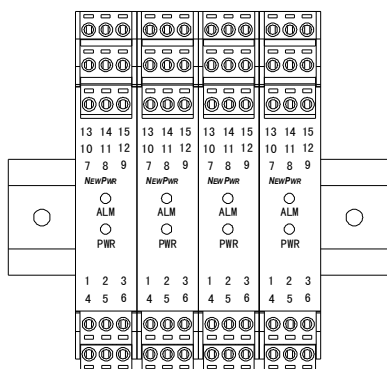 13 14 15 13 14 15 13 14 15 13 14 15
10 11 12 10 11 12 10 11 12 10 11 12
7 8 9 7 8 9 7 8 9 7 8 9
NEWPWR NEWPWR NEWPWR NEWPWR
ALM ALM ALM ALM
PWR PWR PWR PWR
1 2 3 1 2 3 1 2 3 1 2 3
4 5 6 4 5 6 4 5 6 4 5 6